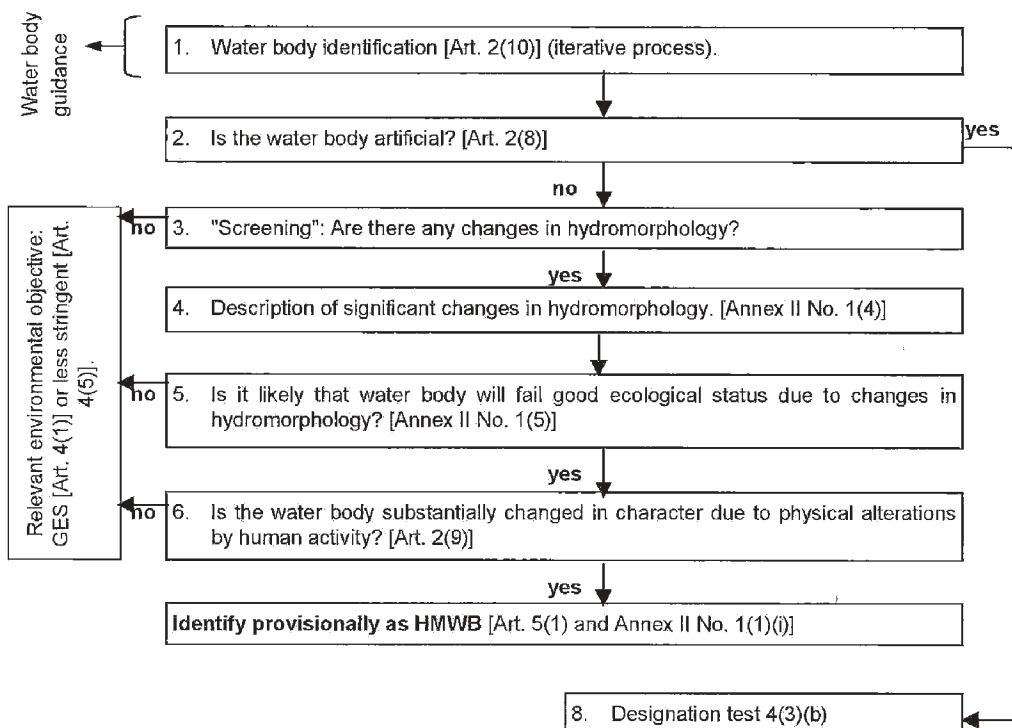 Water body
guidance
1. Water body identification [Art. 2(10)] (iterative process).
2. Is the water body artificial? [Art. 2(8)]
yes
no
Relevant environmental objective:
GES [Art. 4(1)] or less stringent [Art.
4(5)].
no
3. "Screening": Are there any changes in hydromorphology?
yes
4. Description of significant changes in hydromorphology. [Annex II No. 1(4)]
no
5. Is it likely that water body will fail good ecological status due to changes in
hydromorphology? [Annex II No. 1(5)]
yes
no
6. Is the water body substantially changed in character due to physical alterations
by human activity? [Art. 2(9)]
yes
Identify provisionally as HMWB [Art. 5(1) and Annex II No. 1(1)(i)]
8. Designation test 4(3)(b)